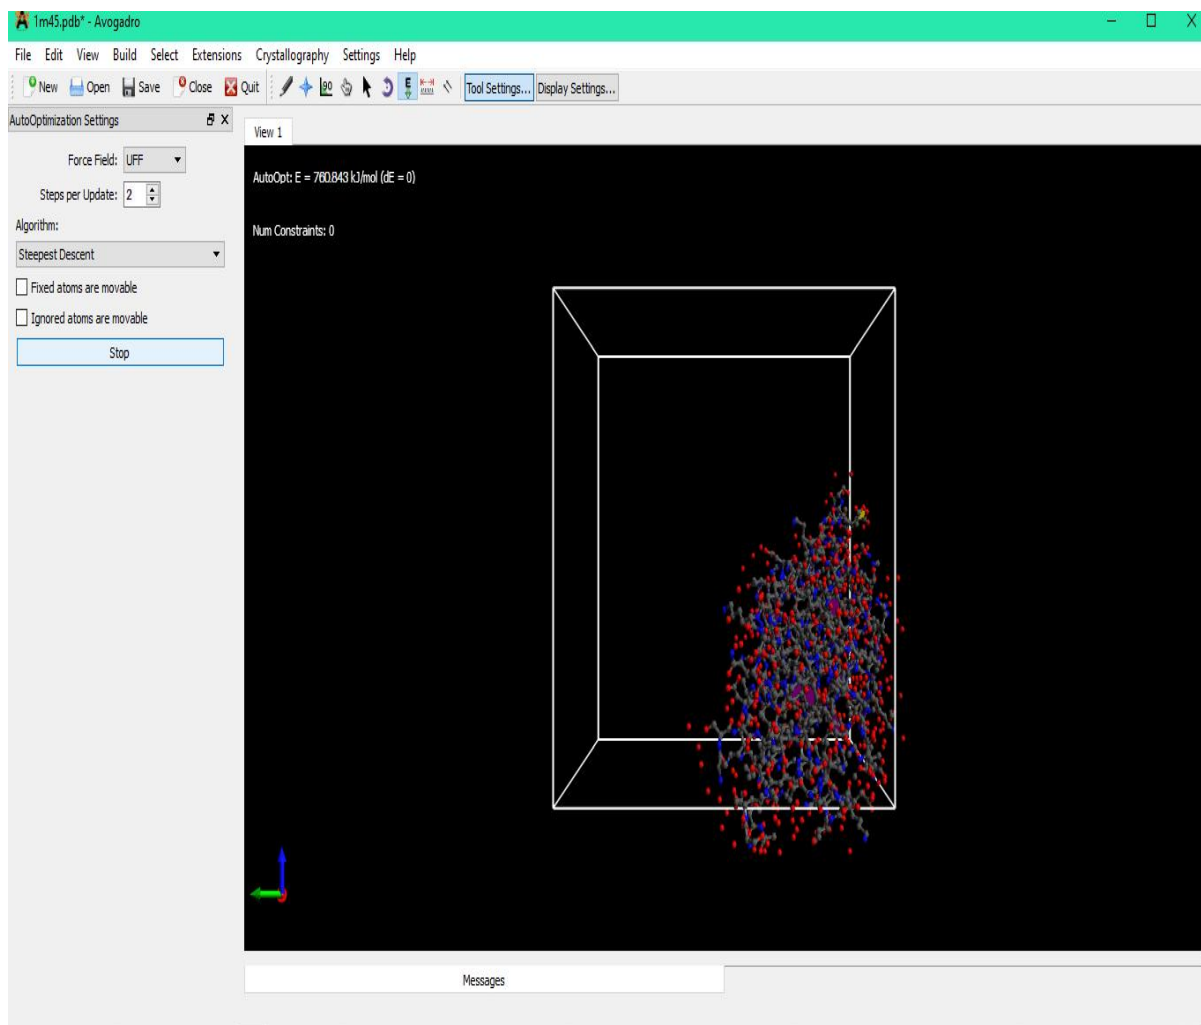 1m45.pdb* - Avogadro
File Edit View Build Select Extensions Crystallography Settings Help
New Open Save Close Quit 90 E Tool Settings... Display Settings...
AutoOptimization Settings
View 1
Force Field: UFF
AutoOpt: E = 760.843 kJ/mol (dE = 0)
Steps per Update: 2
Algorithm:
Num Constraints: 0
Steepest Descent
Fixed atoms are movable
Ignored atoms are movable
Stop
Messages